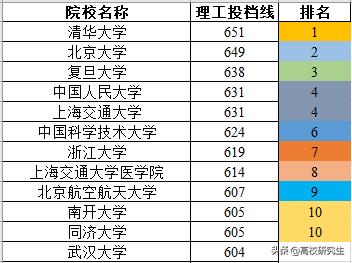 院校名称 理工投档线 排名
清华大学 651 1
北京大学 649 2
复旦大学 638 3
中国人民大学 631 4
上海交通大学 631 4
中国科学技术大学 624 6
浙江大学 619 7
上海交通大学医学院 614 8
北京航空航天大学 607 9
南开大学 605 10
同济大学 605 10
武汉大学 604
头条 @高校研究生